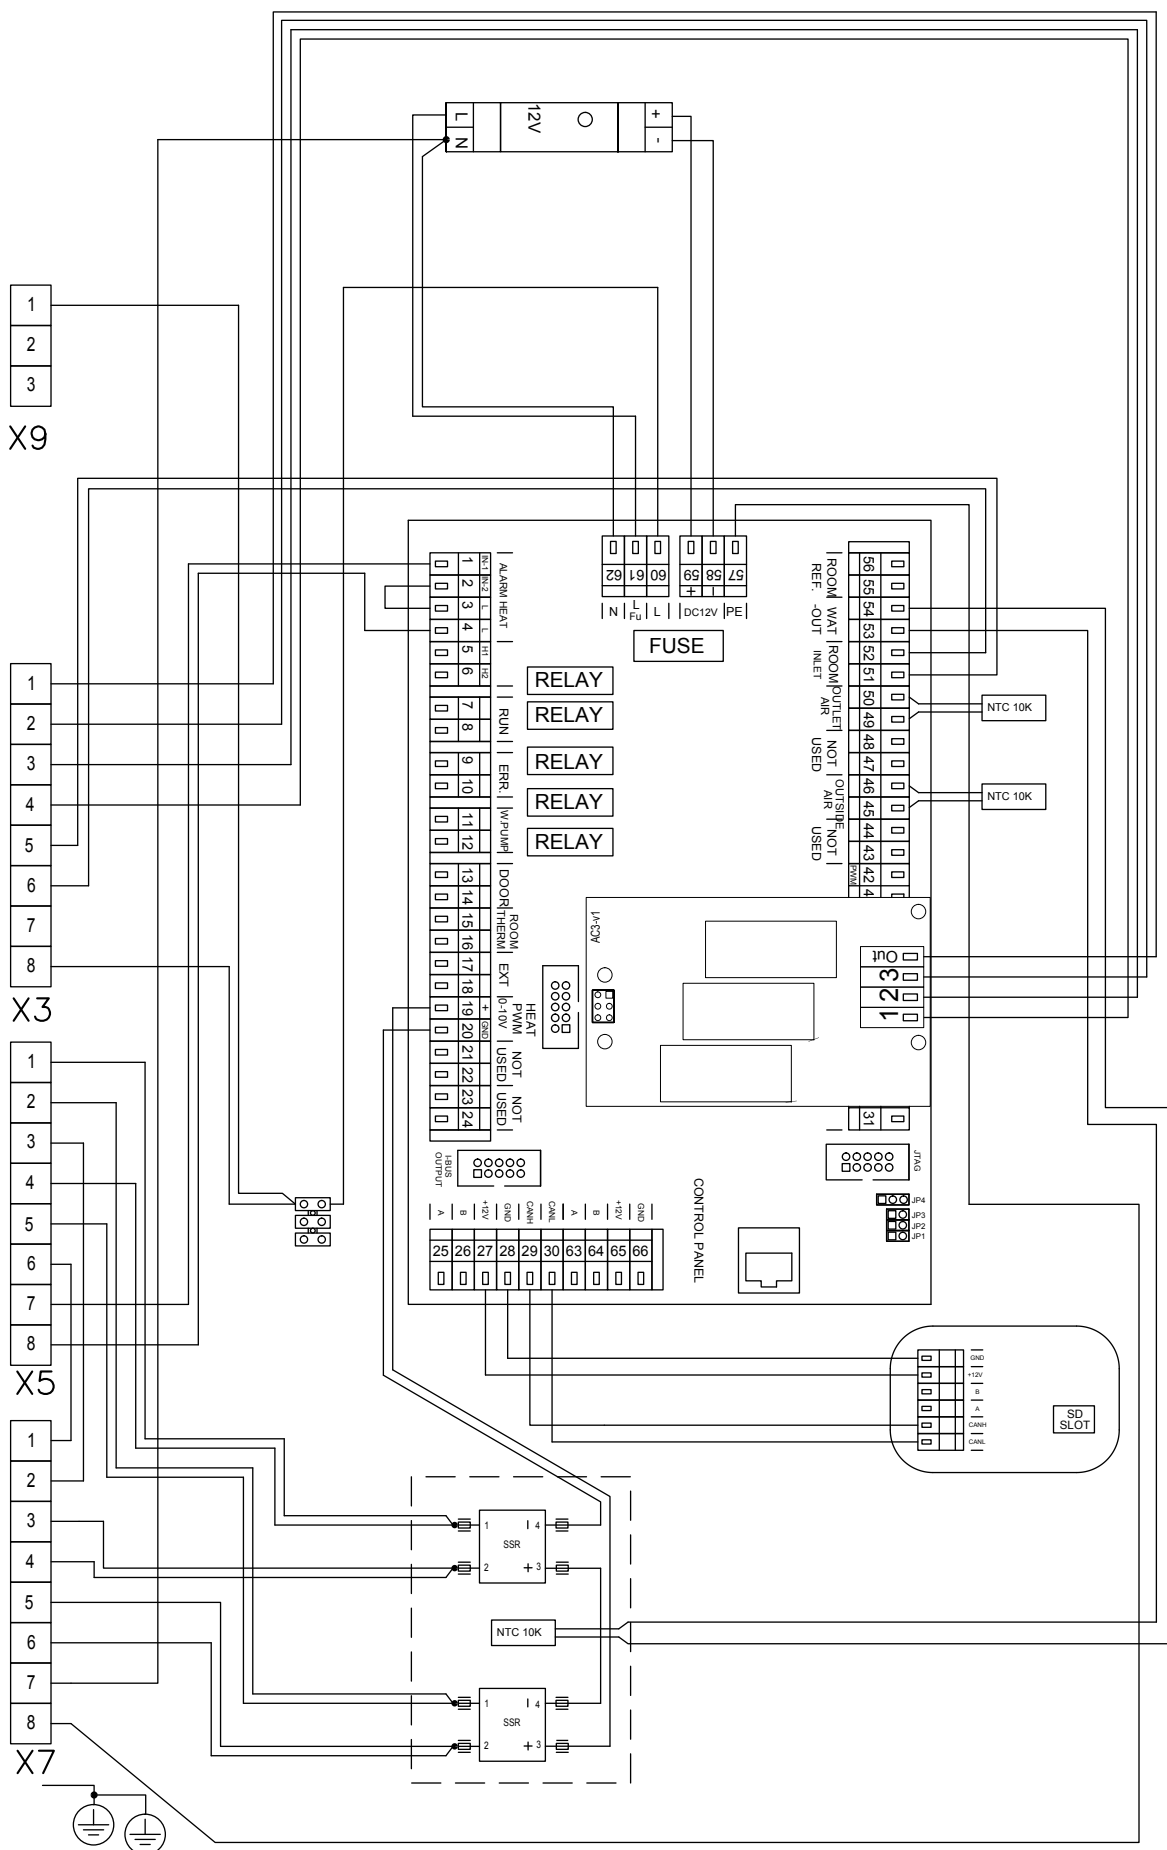 L
N
12V
+
-
1
2
3
X9
62
61
60
59
58
57
+
–
N
L Fu
L
DC12V
PE
FUSE
1
2
3
4
5
6
7
8
X3
1 IN-1
2 IN-2
3 L
4 L
5 H1
6 H2
7
8
9
10
11
12
13
14
15
16
17
18
19 +
20 GND
21
22
23
24
ALARM HEAT
RUN
ERR.
W.PUMP
DOOR
ROOM
THERM
EXT
HEAT
PWM
0-10V
NOT
USED
NOT
USED
RELAY
RELAY
RELAY
RELAY
RELAY
56
55
54
53
52
51
50
49
48
47
46
45
44
43
42
4
31
ROOM
REF.
WAT
-OUT
ROOM
INLET
OUTLET
AIR
NOT
USED
OUTSIDE
AIR
NOT
USED
PWM
NTC 10K
NTC 10K
AC3-v1
Out
3
2
1
1
2
3
4
5
6
7
8
X5
I-BUS
OUTPUT
JTAG
JP4
JP3
JP2
JP1
CONTROL PANEL
A
B
+12V
GND
CANH
CANL
A
B
+12V
GND
25
26
27
28
29
30
63
64
65
66
GND
+12V
B
A
CANH
CANL
SD
SLOT
1
2
3
4
5
6
7
8
X7
1
– 4
SSR
2
+ 3
NTC 10K
1
– 4
SSR
2
+ 3